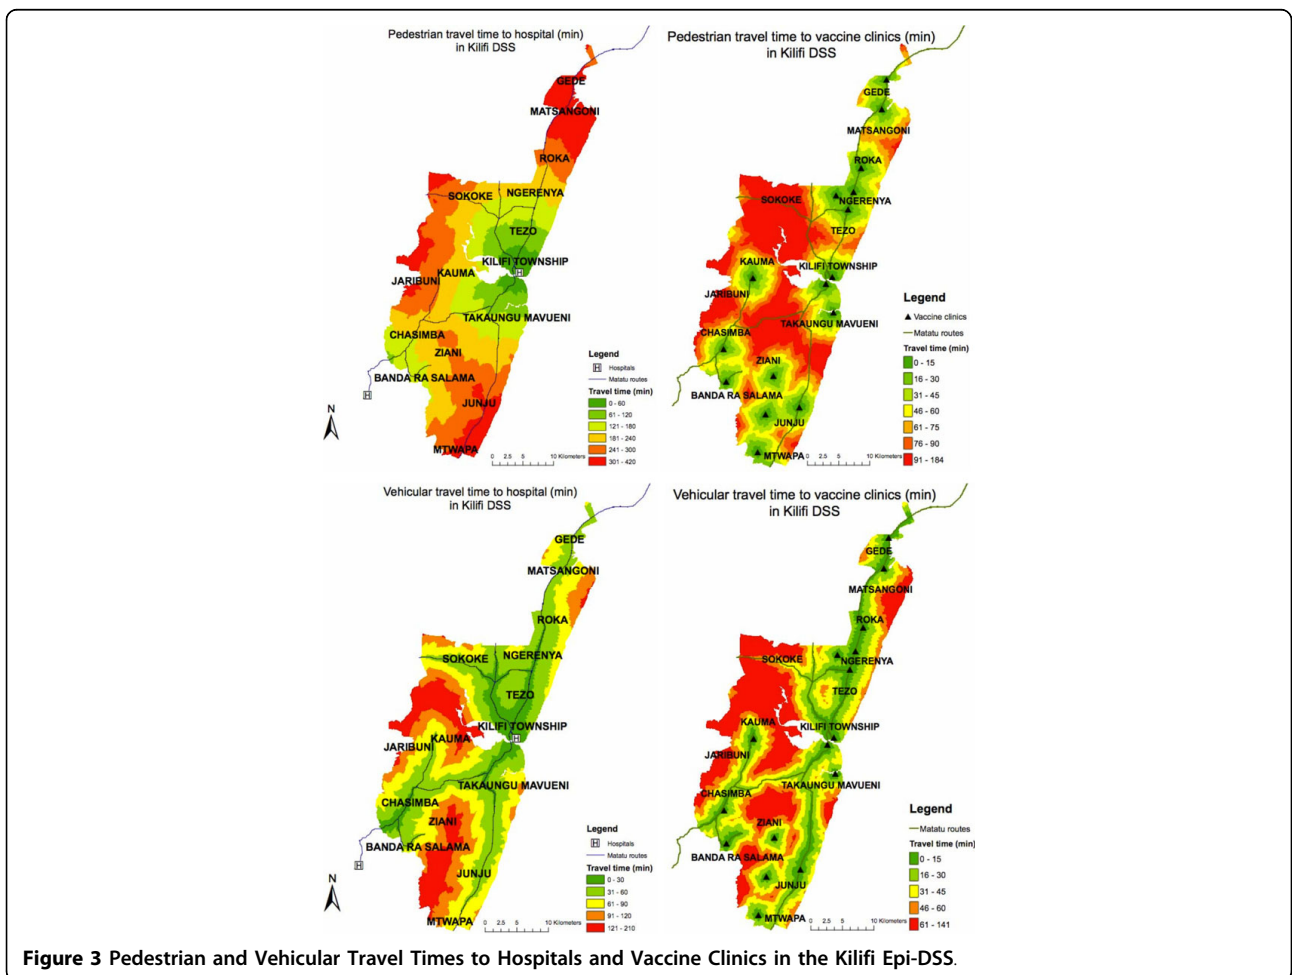 Pedestrian travel time to hospital (min)
in Kilifi DSS
GEDE
MATSANGONI
ROKA
SOKOKE
NGERENYA
TEZO
KILIFI TOWNSHIP
H
KAUMA
JARIBUNI
TAKAUNGU MAVUENI
CHASIMBA
ZIANI
BANDA RA SALAMA
H
JUNJU
MTWAPA
N
Legend
H Hospitals
Matatu routes
Travel time (min)
0 - 60
61 - 120
121 - 180
181 - 240
241 - 300
301 - 420
0 2.5 5 10 Kilometers
Pedestrian travel time to vaccine clinics (min)
in Kilifi DSS
GEDE
MATSANGONI
ROKA
SOKOKE
NGERENYA
TEZO
KAUMA
KILIFI TOWNSHIP
JARIBUNI
TAKAUNGU MAVUENI
CHASIMBA
ZIANI
BANDA RA SALAMA
JUNJU
MTWAPA
Legend
Vaccine clinics
Matatu routes
Travel time (min)
0 - 15
16 - 30
31 - 45
46 - 60
61 - 75
76 - 90
91 - 184
0 2.5 5 10 Kilometers
Vehicular travel time to hospital (min)
in Kilifi DSS
GEDE
MATSANGONI
ROKA
SOKOKE
NGERENYA
TEZO
KILIFI TOWNSHIP
H
KAUMA
JARIBUNI
TAKAUNGU MAVUENI
CHASIMBA
ZIANI
BANDA RA SALAMA
H
JUNJU
MTWAPA
N
Legend
H Hospitals
Matatu routes
Travel time (min)
0 - 30
31 - 60
61 - 90
91 - 120
121 - 210
0 2.5 5 10 Kilometers
Vehicular travel time to vaccine clinics (min)
in Kilifi DSS
GEDE
MATSANGONI
ROKA
SOKOKE
NGERENYA
TEZO
KAUMA
KILIFI TOWNSHIP
JARIBUNI
TAKAUNGU MAVUENI
CHASIMBA
ZIANI
BANDA RA SALAMA
JUNJU
MTWAPA
Legend
Matatu routes
Travel time (min)
0 - 15
16 - 30
31 - 45
46 - 60
61 - 141
0 2.5 5 10 Kilometers
Figure 3 Pedestrian and Vehicular Travel Times to Hospitals and Vaccine Clinics in the Kilifi Epi-DSS.